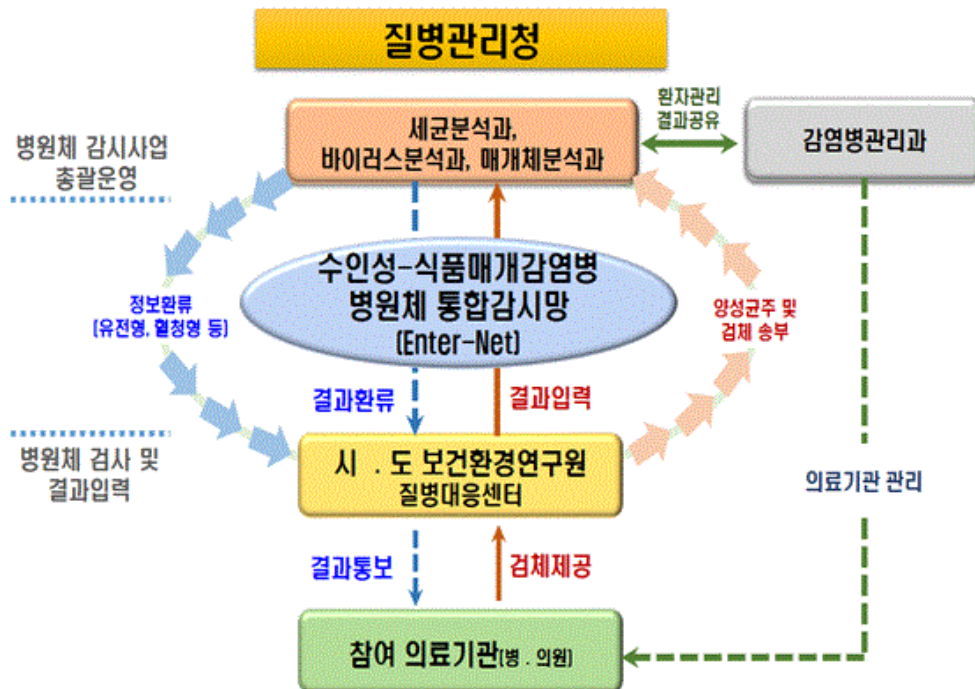 질병관리청
환자관리
결과공유
세균분석과,
바이러스분석과, 매개체분석과
감염병관리과
병원체 감시사업
총괄운영
수인성-식품매개감염병
병원체 통합감시망
(Enter-Net)
정보환류
(유전형, 혈청형 등)
양성균주 및
검체 송부
결과환류
결과입력
병원체 검사 및
결과입력
시 . 도 보건환경연구원
질병대응센터
의료기관 관리
결과통보
검체제공
참여 의료기관(병 . 의원)